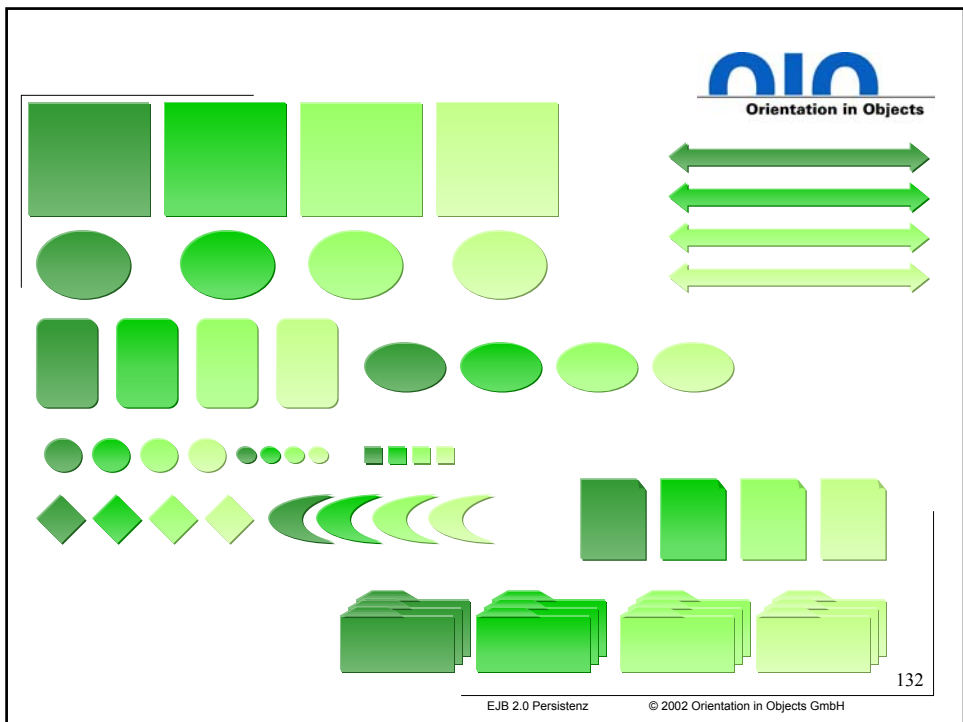 OIO
Orientation in Objects
132
EJB 2.0 Persistenz © 2002 Orientation in Objects GmbH